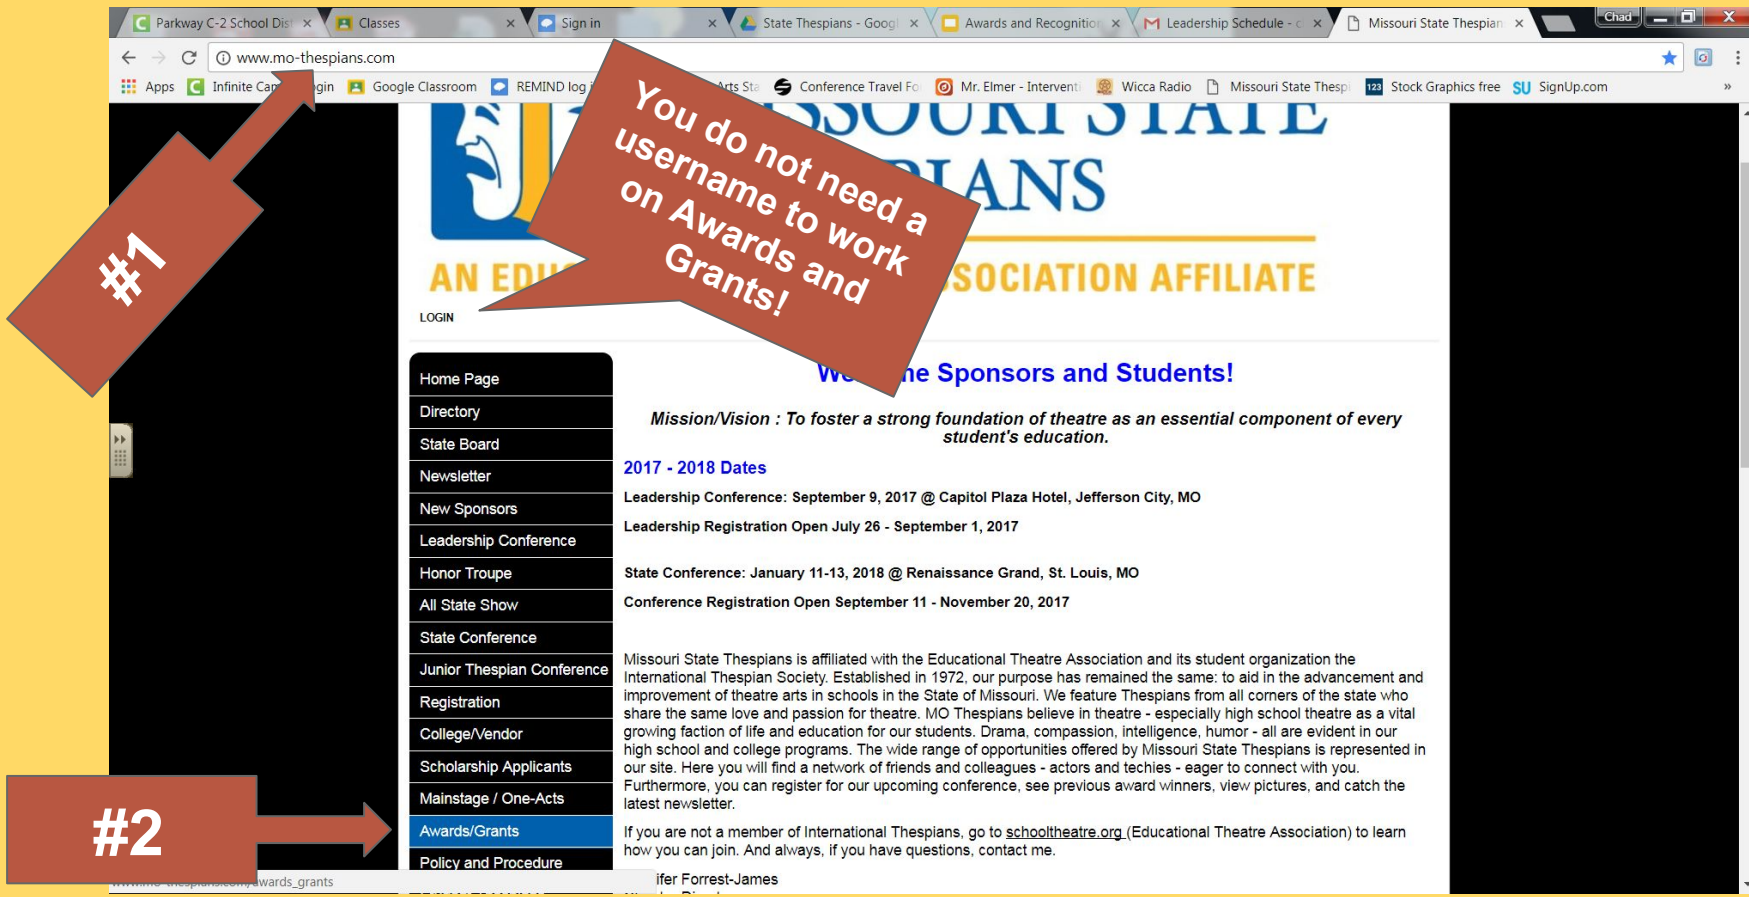 Parkway C-2 School Dist
Classes
Sign in
State Thespians - Googl
Awards and Recognition
Leadership Schedule - c
Missouri State Thespian
Chad
www.mo-thespians.com
Apps
Infinite Cam
gin
Google Classroom
REMIND log i
Arts Sta
Conference Travel Fo
Mr. Elmer - Interventi
Wicca Radio
Missouri State Thespi
Stock Graphics free
SignUp.com
SSOURI STATE
IANS
AN EDU
SOCIATION AFFILIATE
You do not need a
username to work
on Awards and
Grants!
#1
#2
LOGIN
Home Page
Directory
State Board
Newsletter
New Sponsors
Leadership Conference
Honor Troupe
All State Show
State Conference
Junior Thespian Conference
Registration
College/Vendor
Scholarship Applicants
Mainstage / One-Acts
Awards/Grants
Policy and Procedure
We ne Sponsors and Students!
Mission/Vision : To foster a strong foundation of theatre as an essential component of every
student's education.
2017 - 2018 Dates
Leadership Conference: September 9, 2017 @ Capitol Plaza Hotel, Jefferson City, MO
Leadership Registration Open July 26 - September 1, 2017
State Conference: January 11-13, 2018 @ Renaissance Grand, St. Louis, MO
Conference Registration Open September 11 - November 20, 2017
Missouri State Thespians is affiliated with the Educational Theatre Association and its student organization the
International Thespian Society. Established in 1972, our purpose has remained the same: to aid in the advancement and
improvement of theatre arts in schools in the State of Missouri. We feature Thespians from all corners of the state who
share the same love and passion for theatre. MO Thespians believe in theatre - especially high school theatre as a vital
growing faction of life and education for our students. Drama, compassion, intelligence, humor - all are evident in our
high school and college programs. The wide range of opportunities offered by Missouri State Thespians is represented in
our site. Here you will find a network of friends and colleagues - actors and techies - eager to connect with you.
Furthermore, you can register for our upcoming conference, see previous award winners, view pictures, and catch the
latest newsletter.
If you are not a member of International Thespians, go to schooltheatre.org (Educational Theatre Association) to learn
how you can join. And always, if you have questions, contact me.
ifer Forrest-James
www.mo-thespians.com/awards_grants